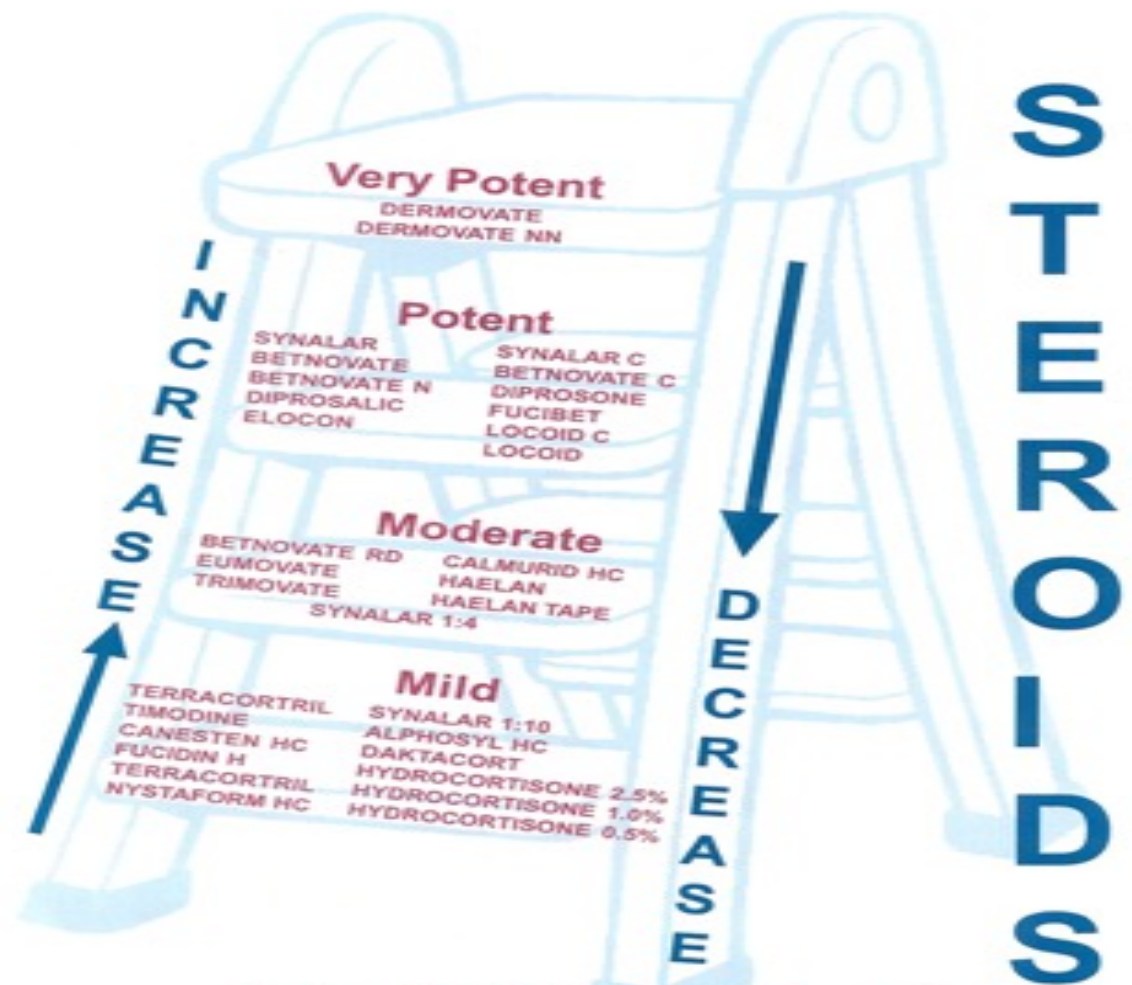 STEROIDS
Very Potent
DERMOVATE
DERMOVATE NN
INCREASE
Potent
SYNALAR
BETNOVATE
BETNOVATE N
DIPROSALIC
ELOCON
SYNALAR C
BETNOVATE C
DIPROSONE
FUCIBET
LOCOID C
LOCOID
Moderate
BETNOVATE RD
EUMOVATE
TRIMOVATE
CALMURID HC
HAELAN
HAELAN TAPE
SYNALAR 1:4
Mild
TERRACORTRIL
TIMODINE
CANESTEN HC
FUCIDIN H
TERRACORTRIL
NYSTAFORM HC
SYNALAR 1:10
ALPHOSYL HC
DAKTACORT
HYDROCORTISONE 2.5%
HYDROCORTISONE 1.0%
HYDROCORTISONE 0.5%
DECREASE